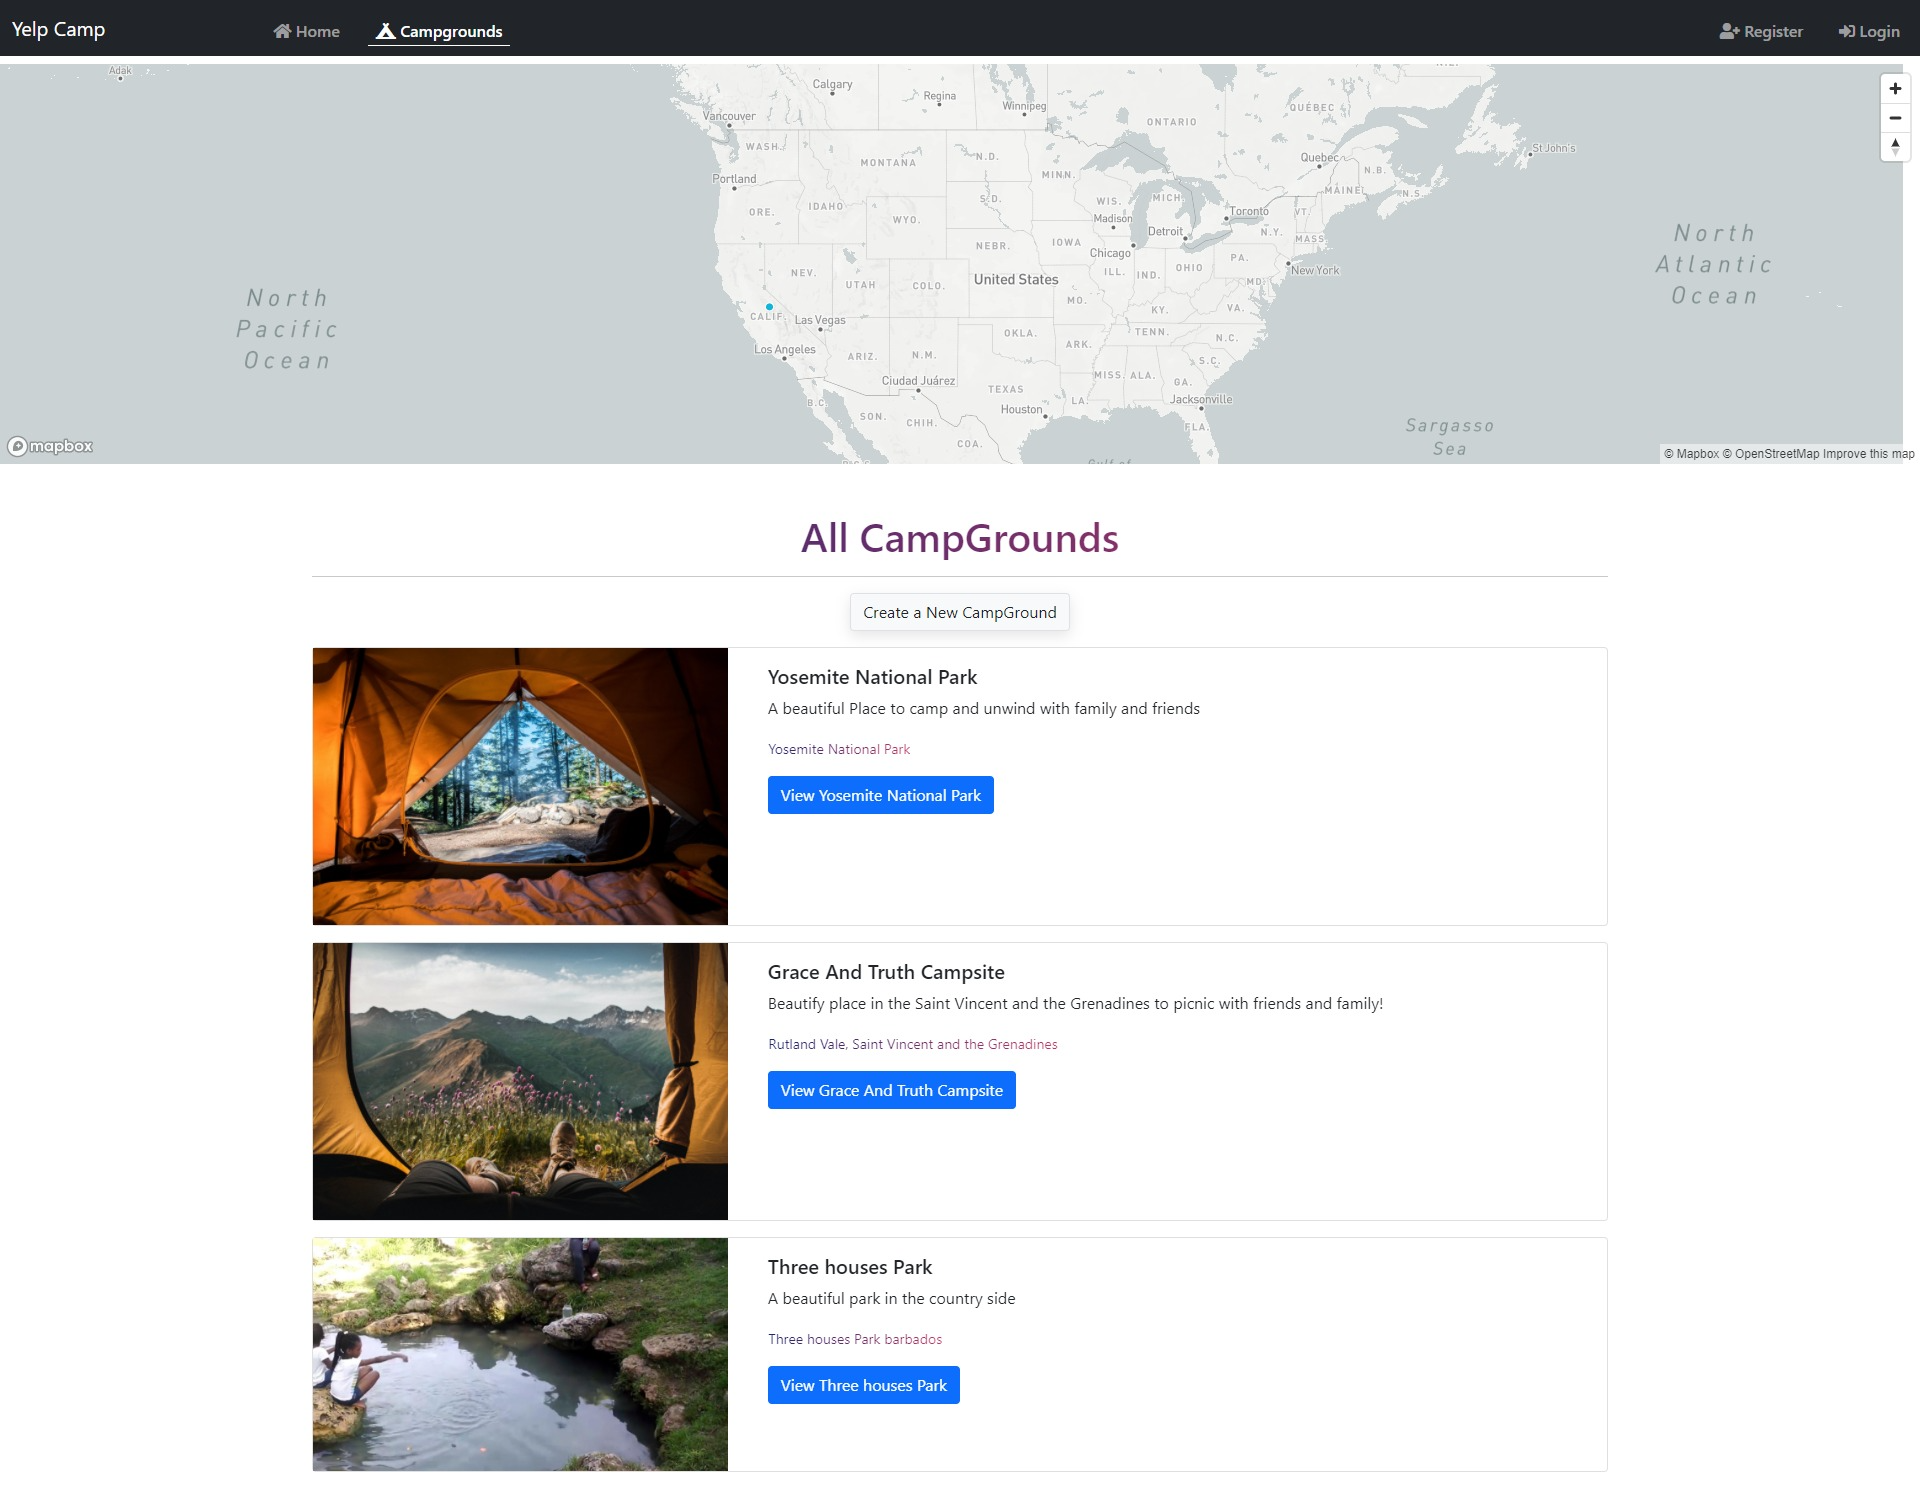 Yelp Camp
Home
Campgrounds
Register
Login
Adak
Calgary
Regina
Winnipeg
Vancouver
ONTARIO
QUÉBEC
WASH.
MONTANA
N.D.
MINN.
Quebec
St John's
N.B.
Portland
MAINE
N.S.
ORE.
IDAHO
WYO.
S.D.
WIS.
MICH.
Madison
Toronto
VT.
Detroit
N.Y.
MASS.
NEBR.
IOWA
Chicago
PA.
New York
NEV.
UTAH
COLO.
United States
ILL.
IND.
OHIO
MD.
MO.
KY.
VA.
CALIF.
Las Vegas
OKLA.
TENN.
N.C.
Los Angeles
ARIZ.
N.M.
ARK.
S.C.
Ciudad Juárez
TEXAS
MISS.
ALA.
GA.
B.C.
SON.
CHIH.
Houston
LA.
Jacksonville
FLA.
COA.
Gulf of
North
Pacific
Ocean
North
Atlantic
Ocean
Sargasso
Sea
mapbox
© Mapbox © OpenStreetMap Improve this map
All CampGrounds
Create a New CampGround
Yosemite National Park
A beautiful Place to camp and unwind with family and friends
Yosemite National Park
View Yosemite National Park
Grace And Truth Campsite
Beautify place in the Saint Vincent and the Grenadines to picnic with friends and family!
Rutland Vale, Saint Vincent and the Grenadines
View Grace And Truth Campsite
Three houses Park
A beautiful park in the country side
Three houses Park barbados
View Three houses Park